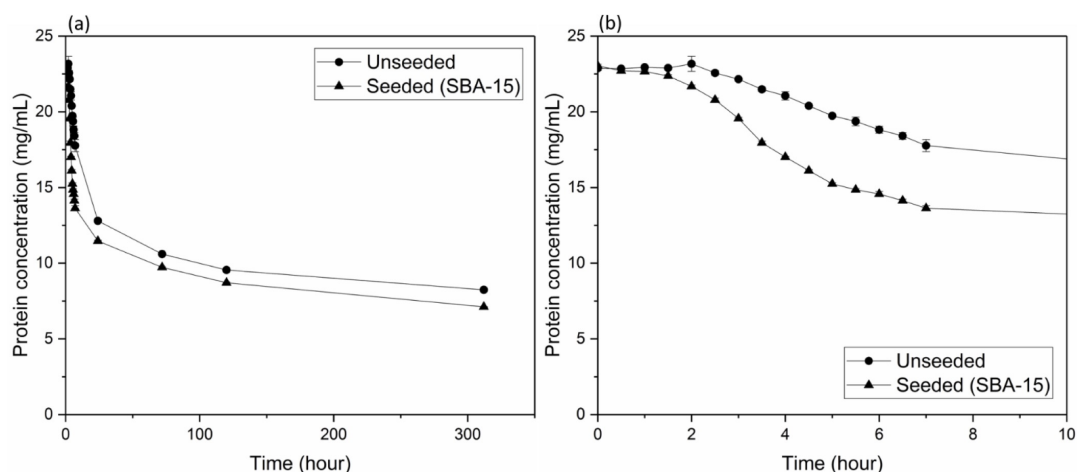 (a)
25
20
15
10
5
0
Protein concentration (mg/mL)
Unseeded
Seeded (SBA-15)
0 100 200 300
Time (hour)
(b)
25
20
15
10
5
0
Protein concentration (mg/mL)
Unseeded
Seeded (SBA-15)
0 2 4 6 8 10
Time (hour)